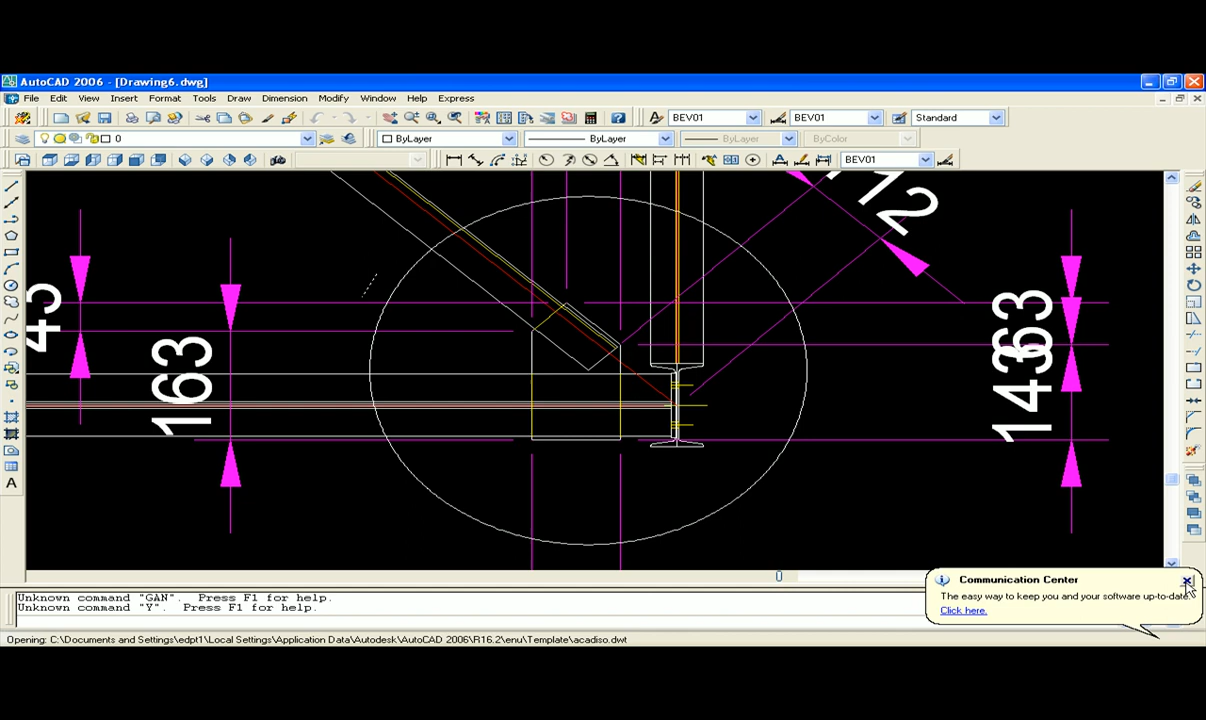 AutoCAD 2006 - [Drawing6.dwg]
File Edit View Insert Format Tools Draw Dimension Modify Window Help Express
BEV01 BEV01 Standard
0 ByLayer ByLayer ByLayer ByColor
BEV01
163
Unknown command "GAN". Press F1 for help.
Unknown command "Y". Press F1 for help.
Communication Center
The easy way to keep you and your software up-to-date.
Click here.
Opening: C:\Documents and Settings\edpt1\Local Settings\Application Data\Autodesk\AutoCAD 2006\R16.2\enu\Template\acadiso.dwt